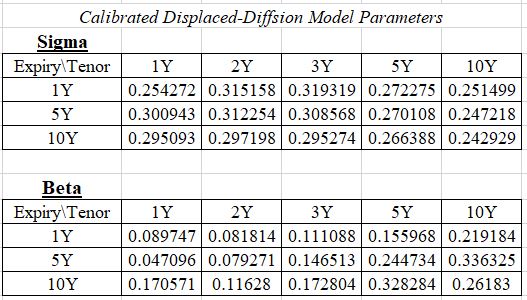 Calibrated Displaced-Diffsion Model Parameters
Sigma
Expiry\Tenor 1Y 2Y 3Y 5Y 10Y
1Y 0.254272 0.315158 0.319319 0.272275 0.251499
5Y 0.300943 0.312254 0.308568 0.270108 0.247218
10Y 0.295093 0.297198 0.295274 0.266388 0.242929
Beta
Expiry\Tenor 1Y 2Y 3Y 5Y 10Y
1Y 0.089747 0.081814 0.111088 0.155968 0.219184
5Y 0.047096 0.079271 0.146513 0.244734 0.336325
10Y 0.170571 0.11628 0.172804 0.328284 0.26183